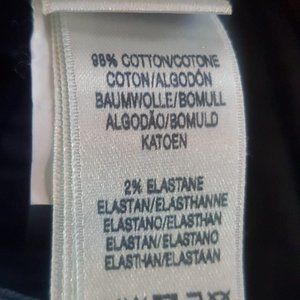 98% COTTON/COTONE
COTON/ALGODÓN
BAUMWOLLE/BOMULL
ALGODÃO/BOMULD
KATOEN
2% ELASTANE
ELASTAN/ELASTHANNE
ELASTANO/ELASTHAN
ELASTAN/ELASTANO
ELASTHAN/ELASTAAN